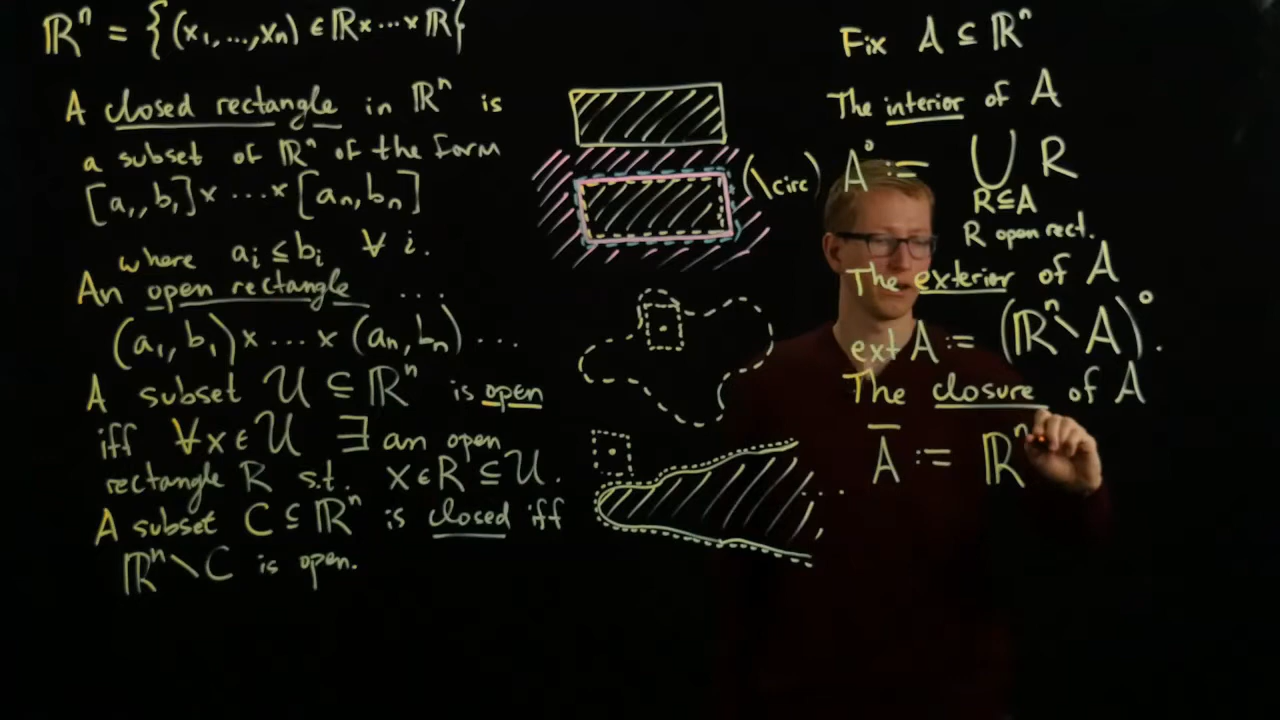 ℝⁿ = {(x₁,...,xₙ) ∈ ℝ×⋯×ℝ}
A closed rectangle in ℝⁿ is
a subset of ℝⁿ of the form
[a₁,b₁]×⋯×[aₙ,bₙ]
where aᵢ ≤ bᵢ ∀ i.
An open rectangle ...
(a₁,b₁)×⋯×(aₙ,bₙ)...
A subset U ⊆ ℝⁿ is open
iff ∀x∈U ∃ an open
rectangle R s.t. x∈R⊆U.
A subset C⊆ℝⁿ is closed iff
ℝⁿ∖C is open.
...
Fix A ⊆ ℝⁿ
The interior of A
(\circ) A° := ⋃ R
R⊆A
R open rect.
The exterior of A
ext A := (ℝⁿ∖A)°.
The closure of A
A̅ := ℝⁿ